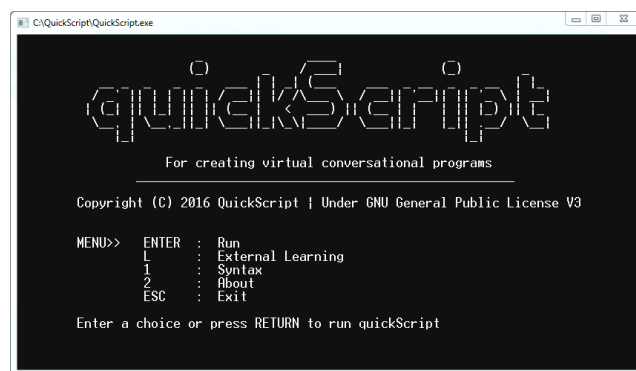 C:\QuickScript\QuickScript.exe
quickScript
For creating virtual conversational programs
Copyright (C) 2016 QuickScript ¦ Under GNU General Public License V3
MENU>> ENTER : Run
L : External Learning
1 : Syntax
2 : About
ESC : Exit
Enter a choice or press RETURN to run quickScript